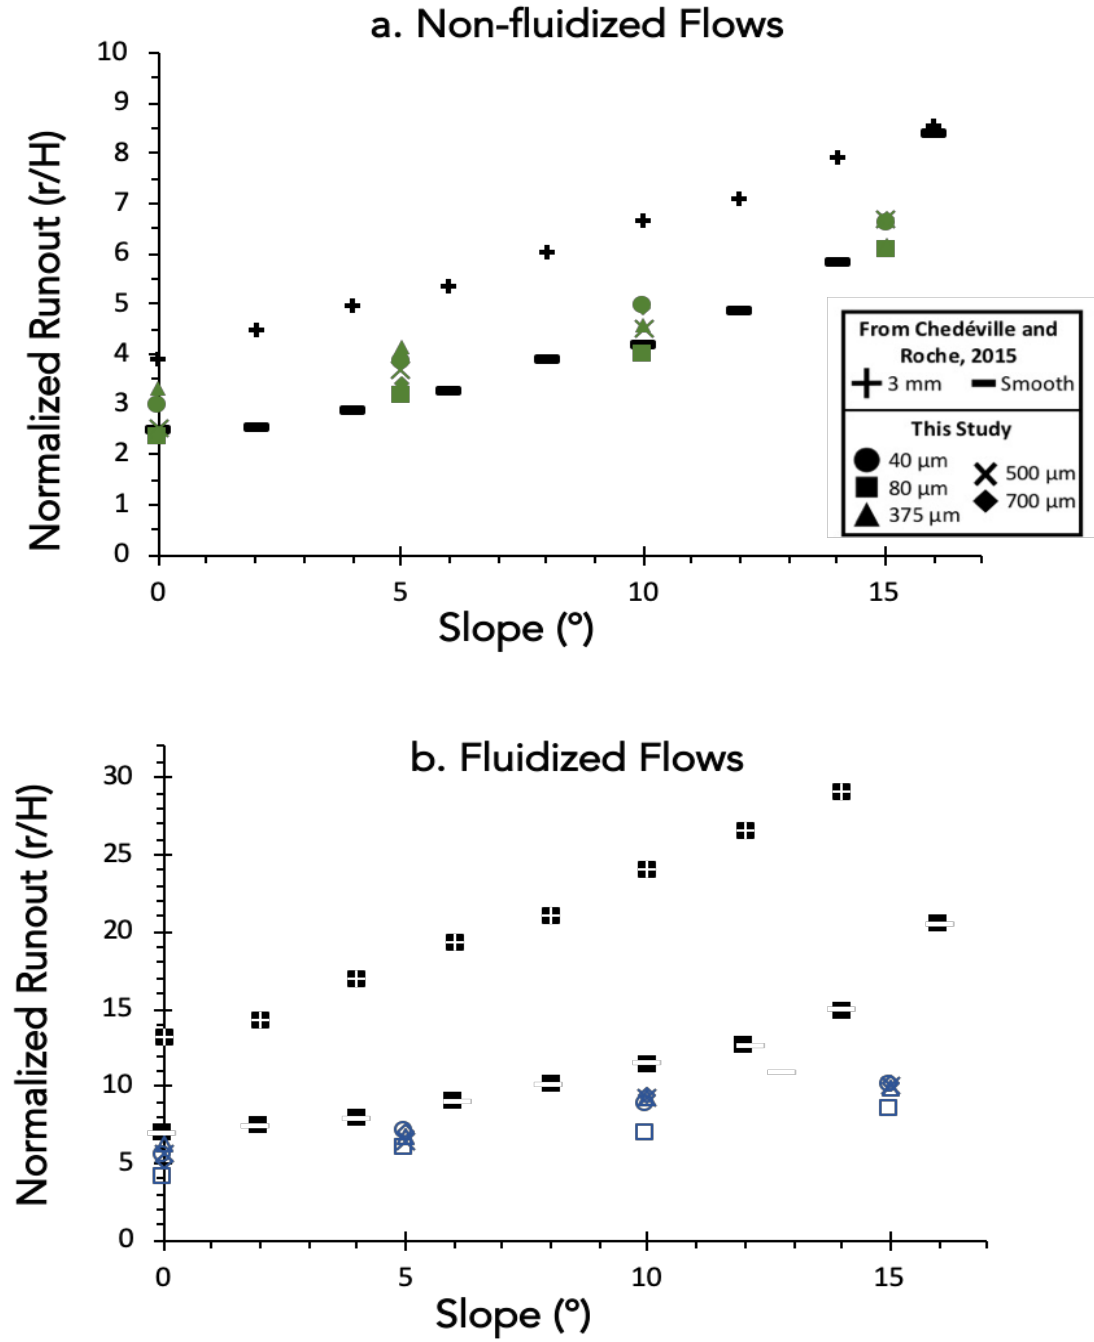 a. Non-fluidized Flows
Normalized Runout (r/H)
10
9
8
7
6
5
4
3
2
1
0
0 5 10 15
Slope (°)
From Chedéville and
Roche, 2015
3 mm Smooth
This Study
40 µm
80 µm
375 µm
500 µm
700 µm
b. Fluidized Flows
Normalized Runout (r/H)
30
25
20
15
10
5
0
0 5 10 15
Slope (°)